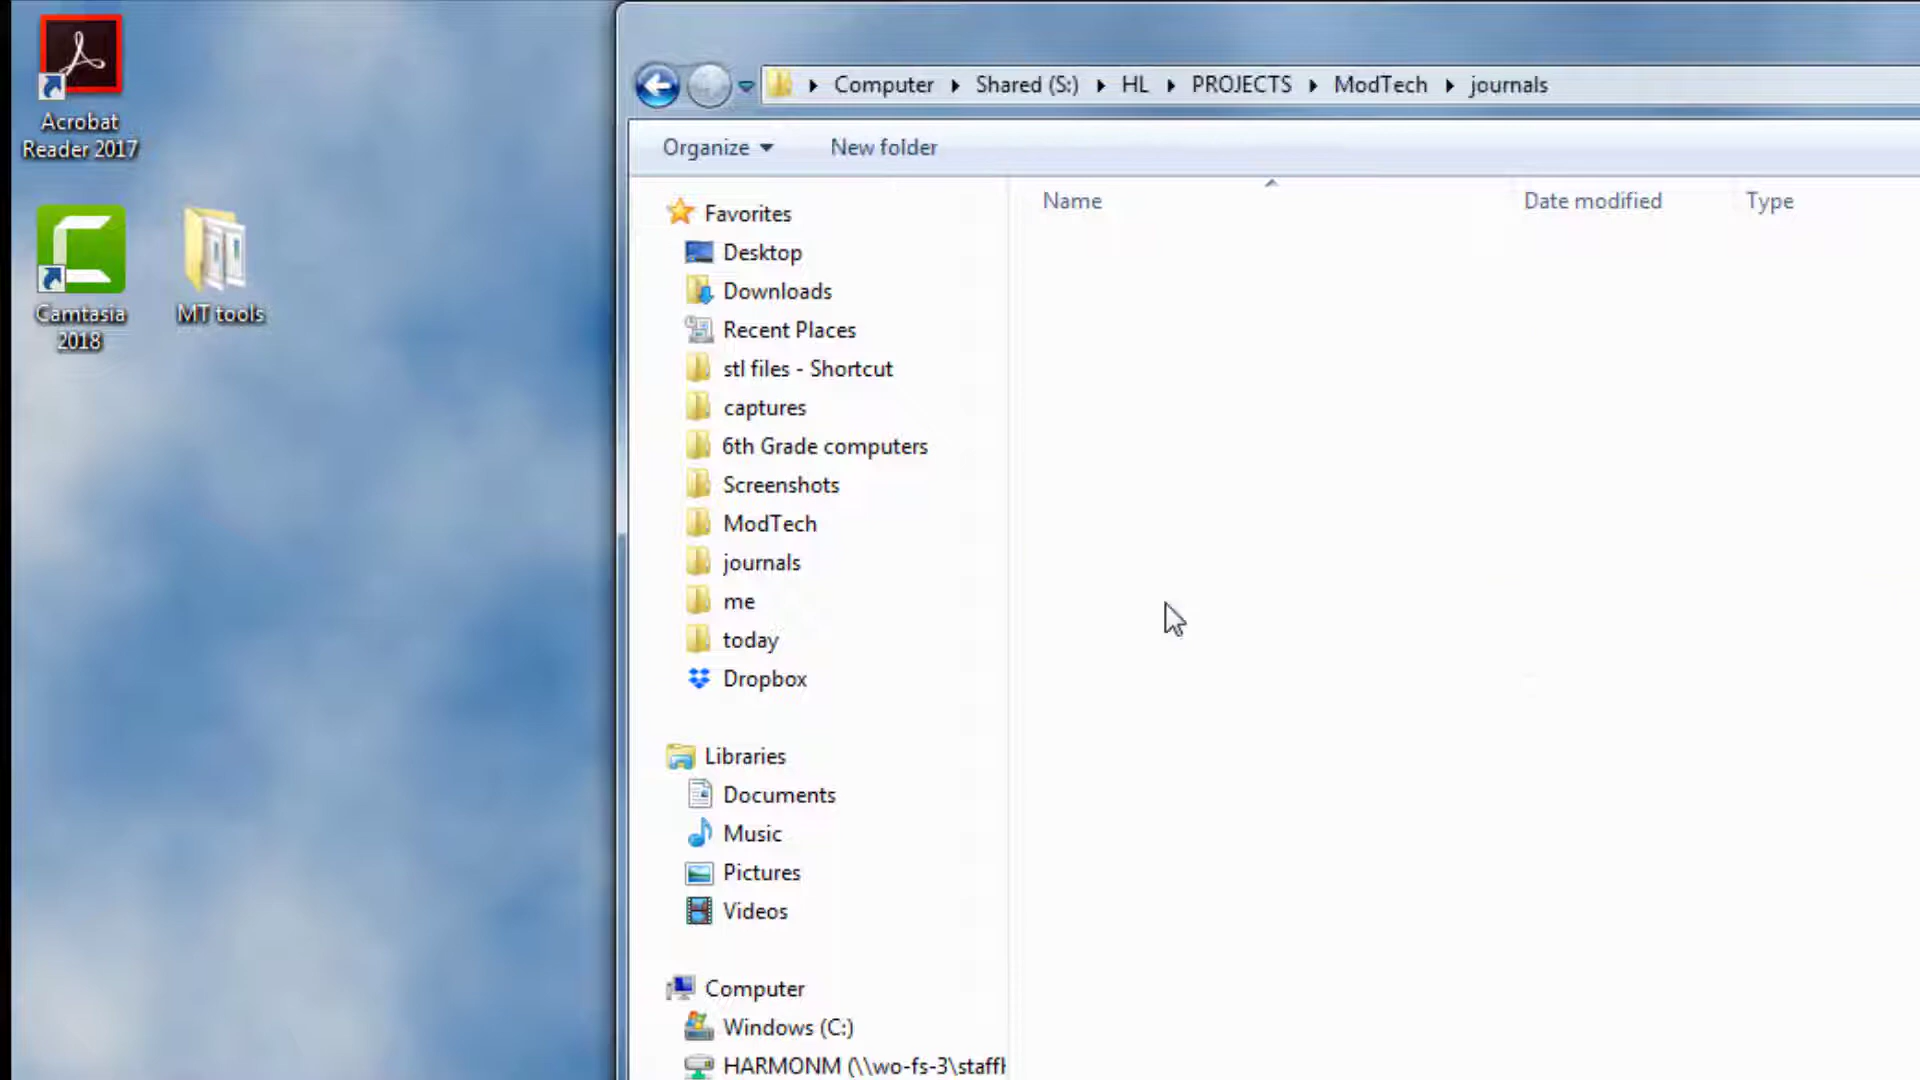 Acrobat
Reader 2017
Camtasia
2018
MT tools
Computer Shared (S:) HL PROJECTS ModTech journals
Organize New folder
Name Date modified Type
Favorites
Desktop
Downloads
Recent Places
stl files - Shortcut
captures
6th Grade computers
Screenshots
ModTech
journals
me
today
Dropbox
Libraries
Documents
Music
Pictures
Videos
Computer
Windows (C:)
HARMONM (\\wo-fs-3\staff